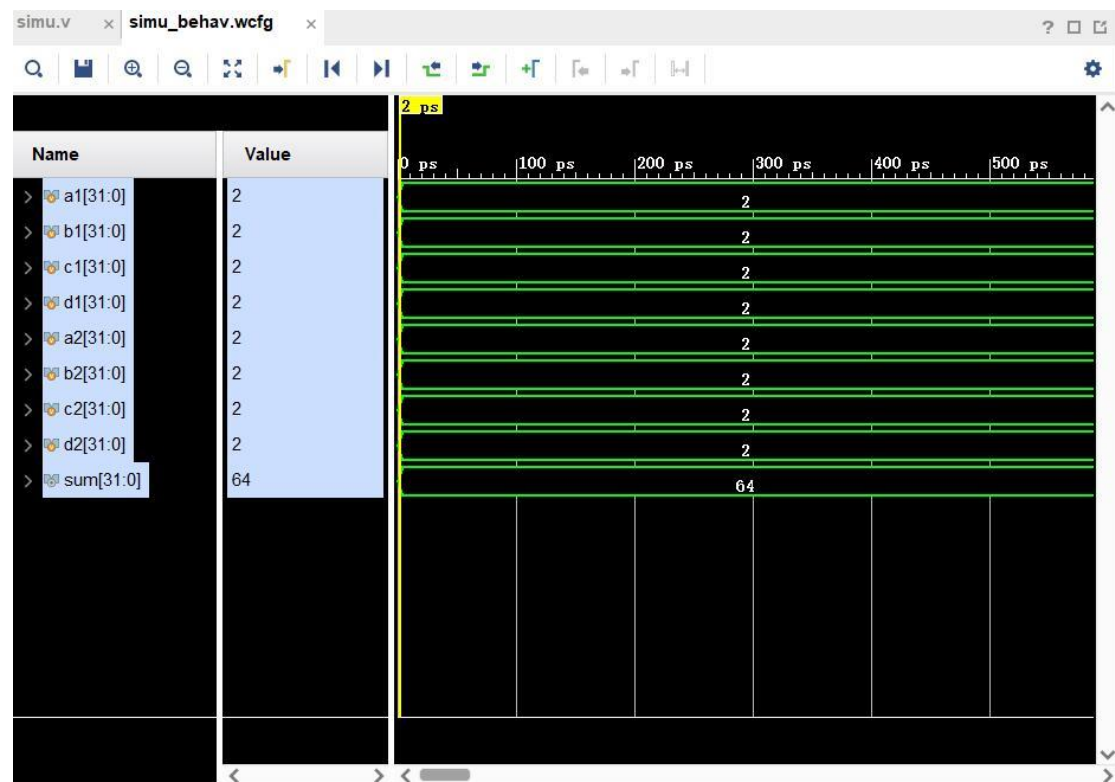 simu.v × simu_behav.wcfg ×
?
2 ps
Name Value
0 ps 100 ps 200 ps 300 ps 400 ps 500 ps
a1[31:0] 2 2
b1[31:0] 2 2
c1[31:0] 2 2
d1[31:0] 2 2
a2[31:0] 2 2
b2[31:0] 2 2
c2[31:0] 2 2
d2[31:0] 2 2
sum[31:0] 64 64